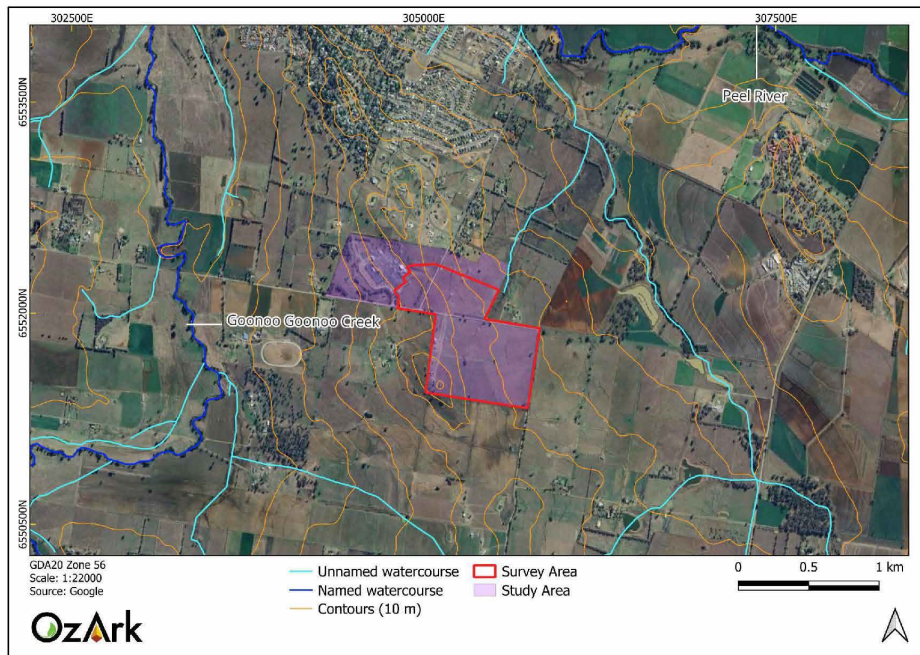 302500E
305000E
307500E
6553500N
6552000N
6550500N
Peel River
Goonoo Goonoo Creek
GDA20 Zone 56
Scale: 1:22000
Source: Google
Unnamed watercourse
Named watercourse
Contours (10 m)
Survey Area
Study Area
0 0.5 1 km
OzArk